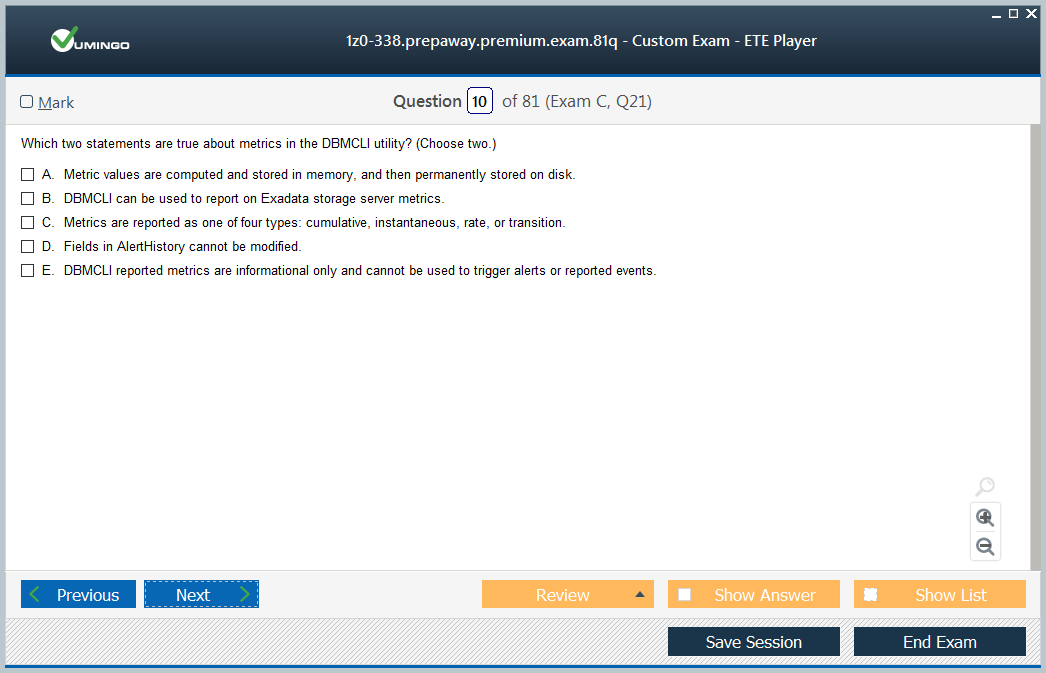 VUMINGO
1z0-338.prepaway.premium.exam.81q - Custom Exam - ETE Player
Mark
Question 10 of 81 (Exam C, Q21)
Which two statements are true about metrics in the DBMCLI utility? (Choose two.)
A. Metric values are computed and stored in memory, and then permanently stored on disk.
B. DBMCLI can be used to report on Exadata storage server metrics.
C. Metrics are reported as one of four types: cumulative, instantaneous, rate, or transition.
D. Fields in AlertHistory cannot be modified.
E. DBMCLI reported metrics are informational only and cannot be used to trigger alerts or reported events.
Previous
Next
Review
Show Answer
Show List
Save Session
End Exam